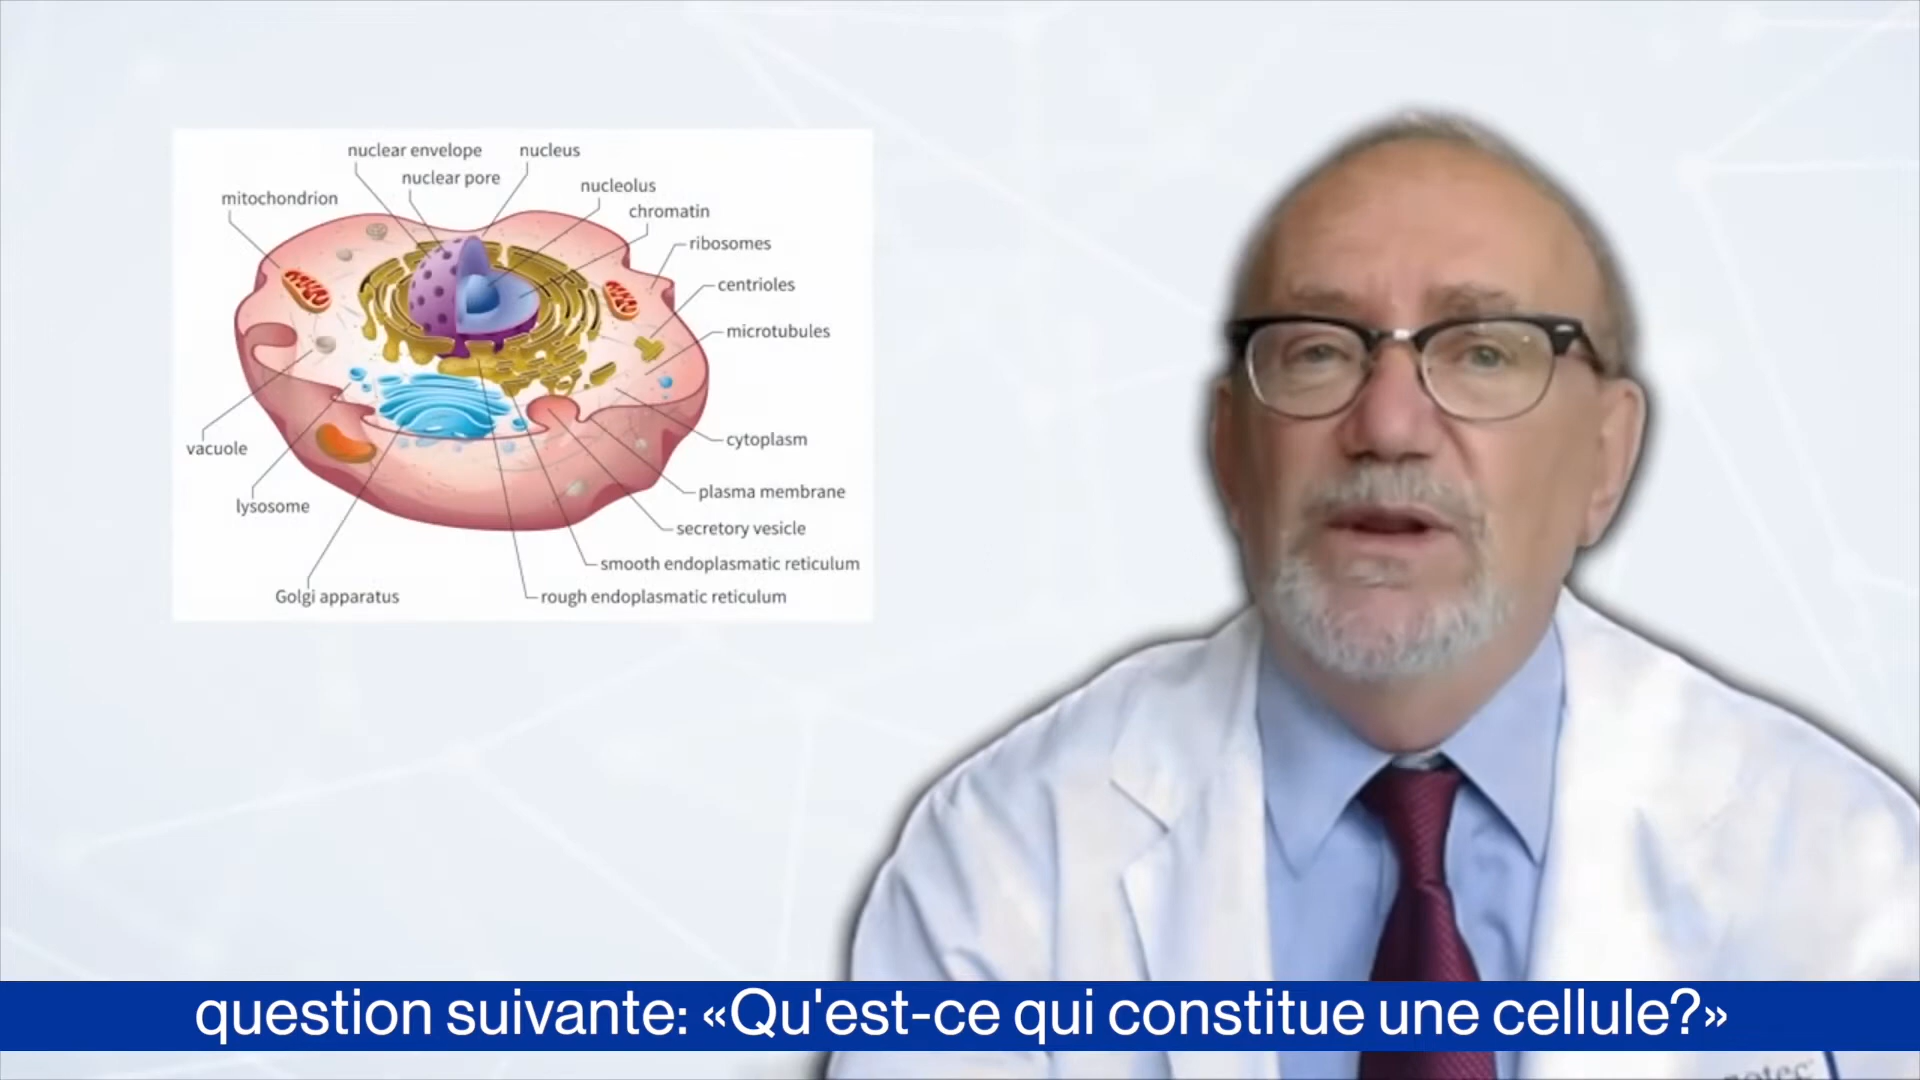 nuclear envelope
nucleus
nuclear pore
nucleolus
mitochondrion
chromatin
ribosomes
centrioles
microtubules
cytoplasm
vacuole
plasma membrane
lysosome
secretory vesicle
smooth endoplasmatic reticulum
Golgi apparatus
rough endoplasmatic reticulum
question suivante: «Qu'est-ce qui constitue une cellule?»